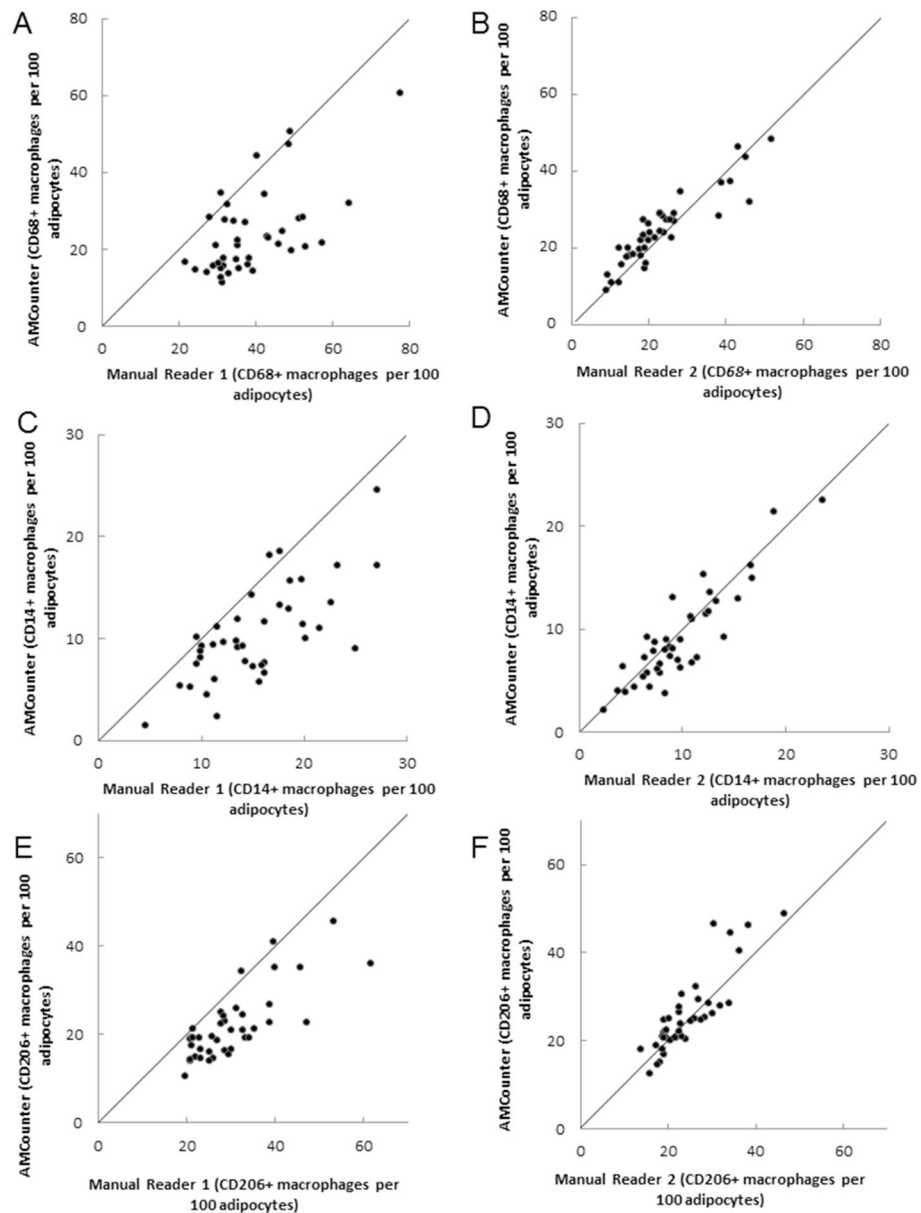 A
AMCounter (CD68+ macrophages per 100
adipocytes)
80
60
40
20
0
0
20
40
60
80
Manual Reader 1 (CD68+ macrophages per 100
adipocytes)
B
AMCounter (CD68+ macrophages per 100
adipocytes)
80
60
40
20
0
0
20
40
60
80
Manual Reader 2 (CD68+ macrophages per 100
adipocytes)
C
AMCounter (CD14+ macrophages per 100
adipocytes)
30
20
10
0
0
10
20
30
Manual Reader 1 (CD14+ macrophages per 100
adipocytes)
D
AMCounter (CD14+ macrophages per 100
adipocytes)
30
20
10
0
0
10
20
30
Manual Reader 2 (CD14+ macrophages per 100
adipocytes)
E
AMCounter (CD206+ macrophages per 100
adipocytes)
60
40
20
0
0
20
40
60
Manual Reader 1 (CD206+ macrophages per
100 adipocytes)
F
AMCounter (CD206+ macrophages per 100
adipocytes)
60
40
20
0
0
20
40
60
Manual Reader 2 (CD206+ macrophages per
100 adipocytes)